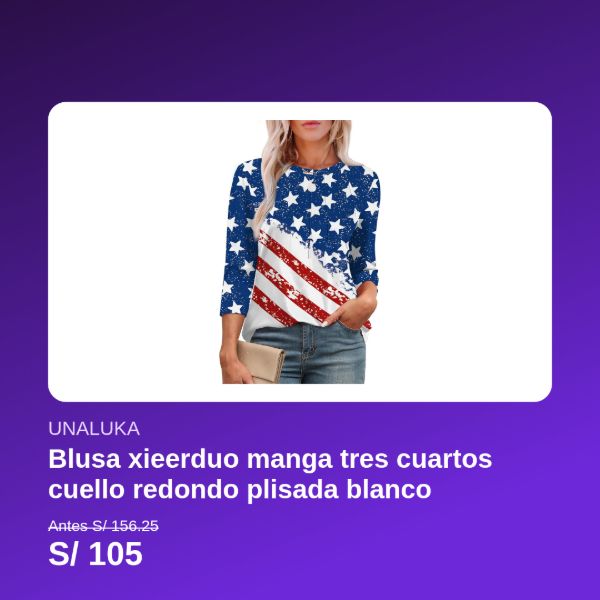 UNALUKA
Blusa xieerduo manga tres cuartos
cuello redondo plisada blanco
Antes S/ 156.25
S/ 105